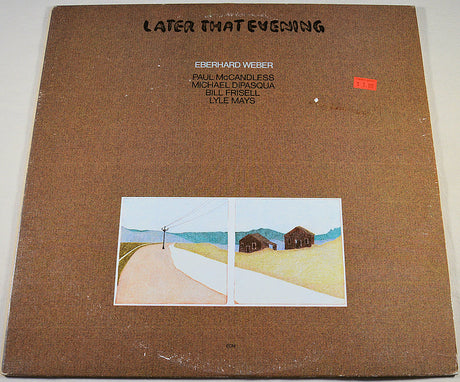 LATER THAT EVENING
EBERHARD WEBER
PAUL McCANDLESS
MICHAEL DIPASQUA
BILL FRISELL
LYLE MAYS
ECM